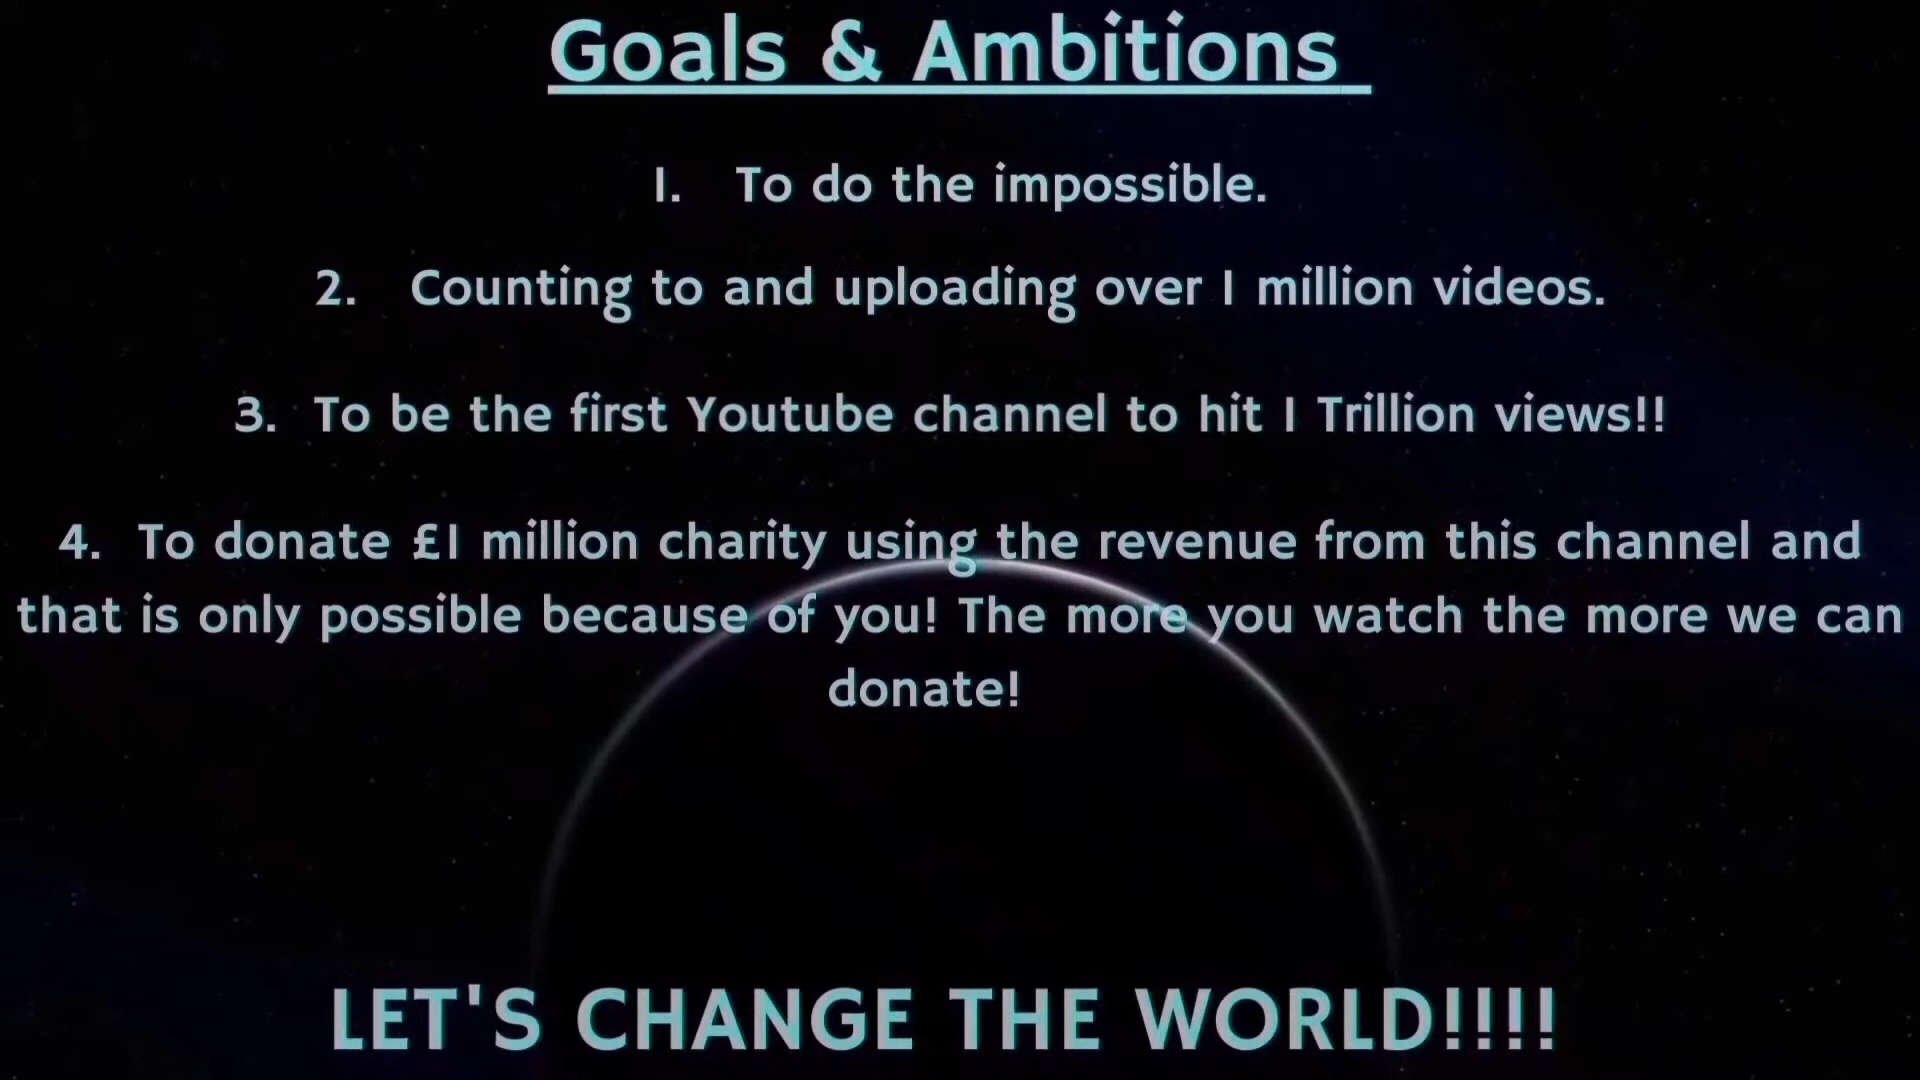 Goals & Ambitions
1. To do the impossible.
2. Counting to and uploading over 1 million videos.
3. To be the first Youtube channel to hit 1 Trillion views!!
4. To donate £1 million charity using the revenue from this channel and
that is only possible because of you! The more you watch the more we can
donate!
LET'S CHANGE THE WORLD!!!!